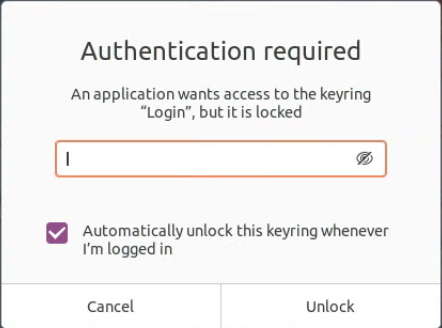 Authentication required
An application wants access to the keyring
“Login”, but it is locked
Automatically unlock this keyring whenever
I’m logged in
Cancel
Unlock